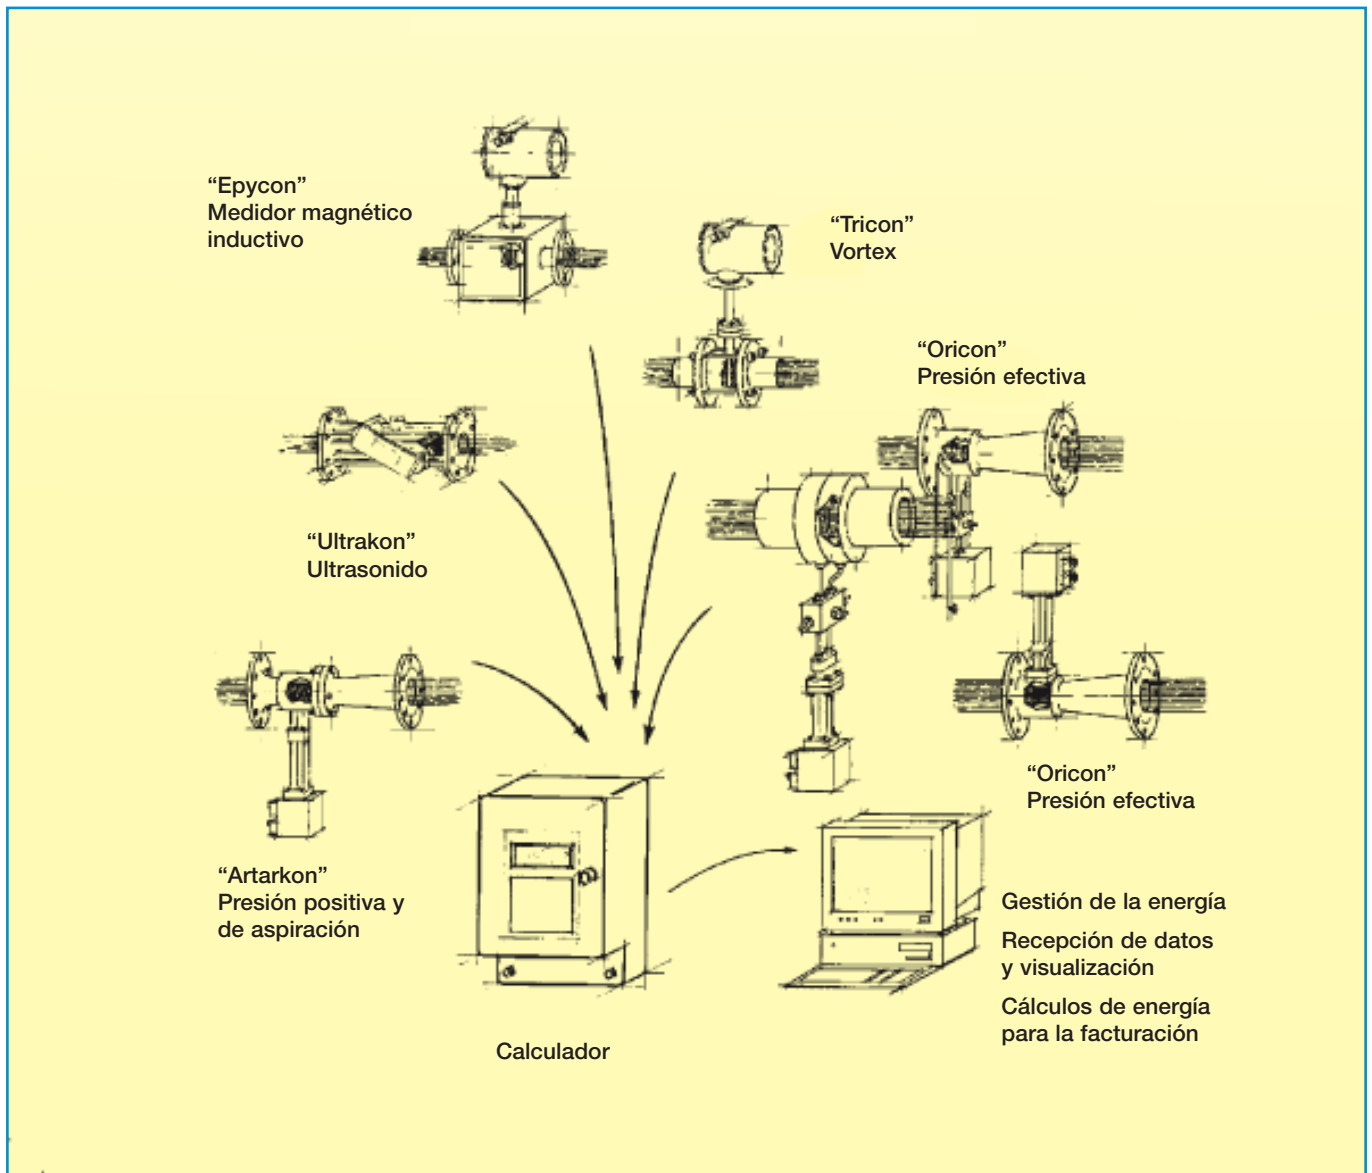 “Epycon”
Medidor magnético
inductivo
“Tricon”
Vortex
“Oricon”
Presión efectiva
“Ultrakon”
Ultrasonido
“Oricon”
Presión efectiva
“Artarkon”
Presión positiva y
de aspiración
Gestión de la energía
Recepción de datos
y visualización
Cálculos de energía
para la facturación
Calculador